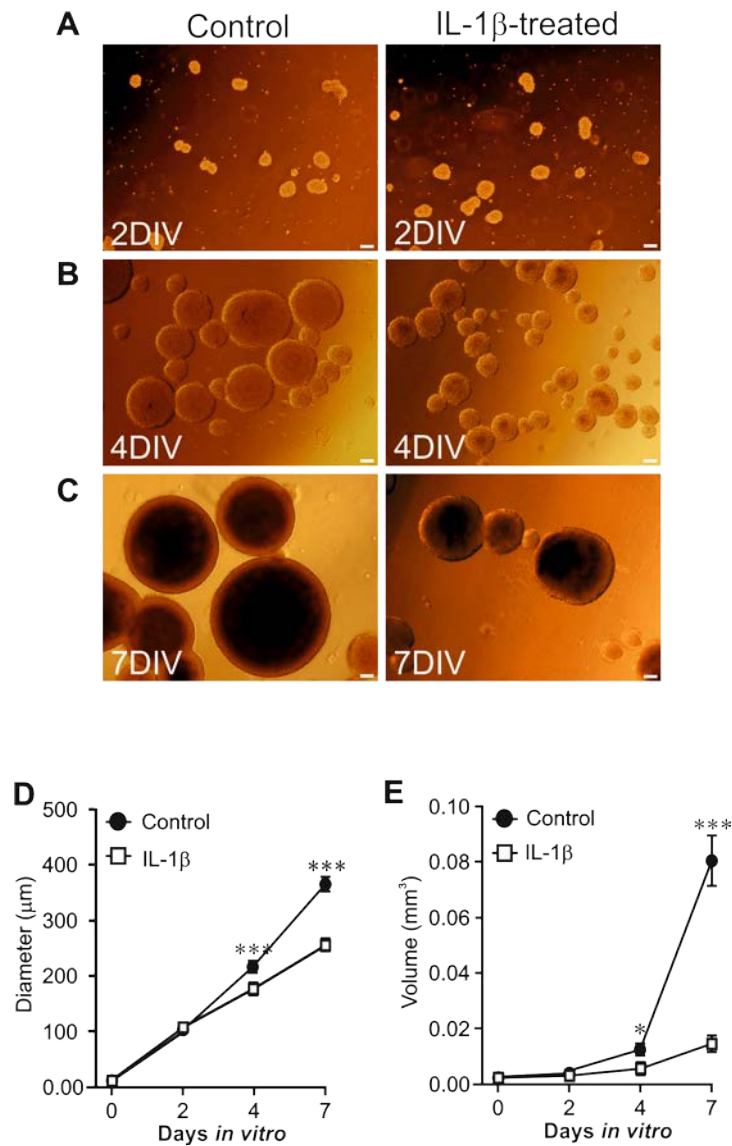 A Control IL-1β-treated
2DIV 2DIV
B
4DIV 4DIV
C
7DIV 7DIV
D
500
400
300
200
100
0.00
Diameter (μm)
Control
IL-1β
***
***
0 2 4 7
Days in vitro
E
0.10
0.08
0.06
0.04
0.02
0.00
Volume (mm³)
Control
IL-1β
*
***
0 2 4 7
Days in vitro